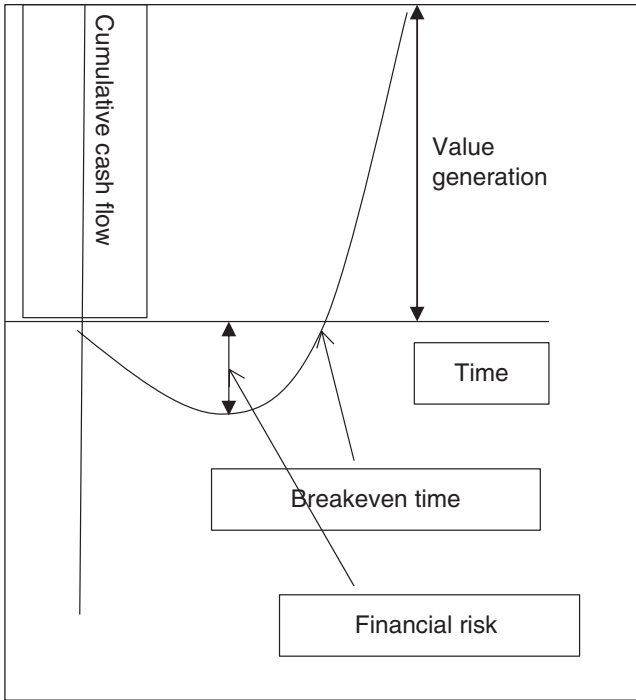 Cumulative cash flow
Value
generation
Time
Breakeven time
Financial risk